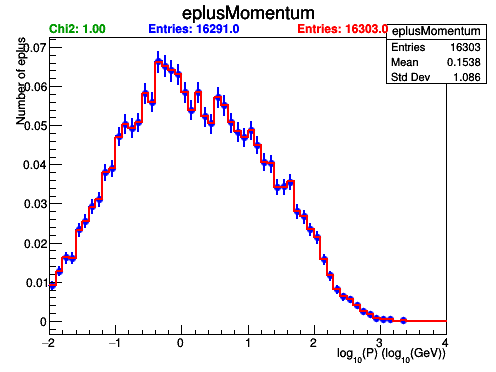 eplusMomentum
Chi2: 1.00 Entries: 16291.0 Entries: 16303.0
eplusMomentum
Entries 16303
Mean 0.1538
Std Dev 1.086
Number of eplus
0.07
0.06
0.05
0.04
0.03
0.02
0.01
0
−2 −1 0 1 2 3 4
log10(P) (log10(GeV))